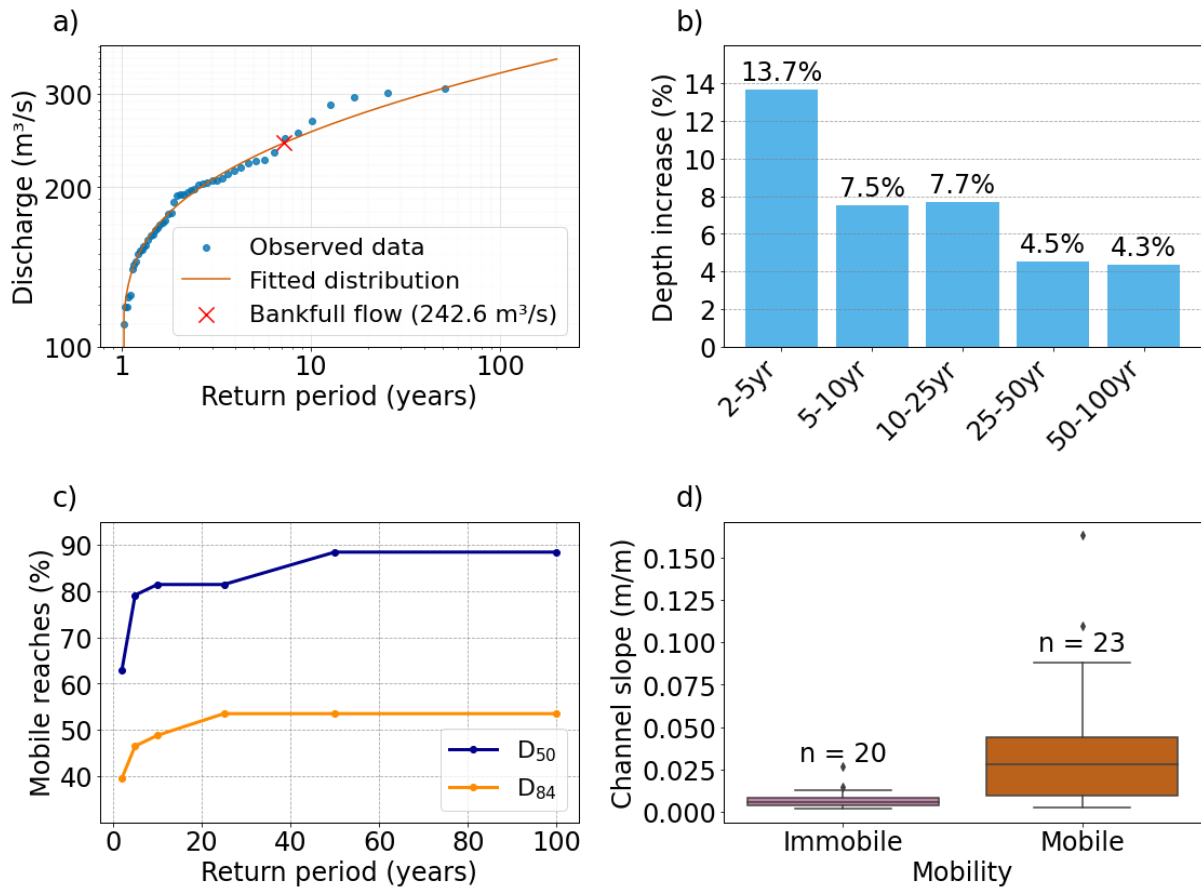 a)
Discharge (m³/s)
300
200
100
Observed data
Fitted distribution
Bankfull flow (242.6 m³/s)
1
10
100
Return period (years)
b)
Depth increase (%)
14
12
10
8
6
4
2
0
13.7%
7.5%
7.7%
4.5%
4.3%
2-5yr
5-10yr
10-25yr
25-50yr
50-100yr
c)
Mobile reaches (%)
90
80
70
60
50
40
D₅₀
D₈₄
0
20
40
60
80
100
Return period (years)
d)
Channel slope (m/m)
0.150
0.125
0.100
0.075
0.050
0.025
0.000
n = 20
n = 23
Immobile
Mobile
Mobility